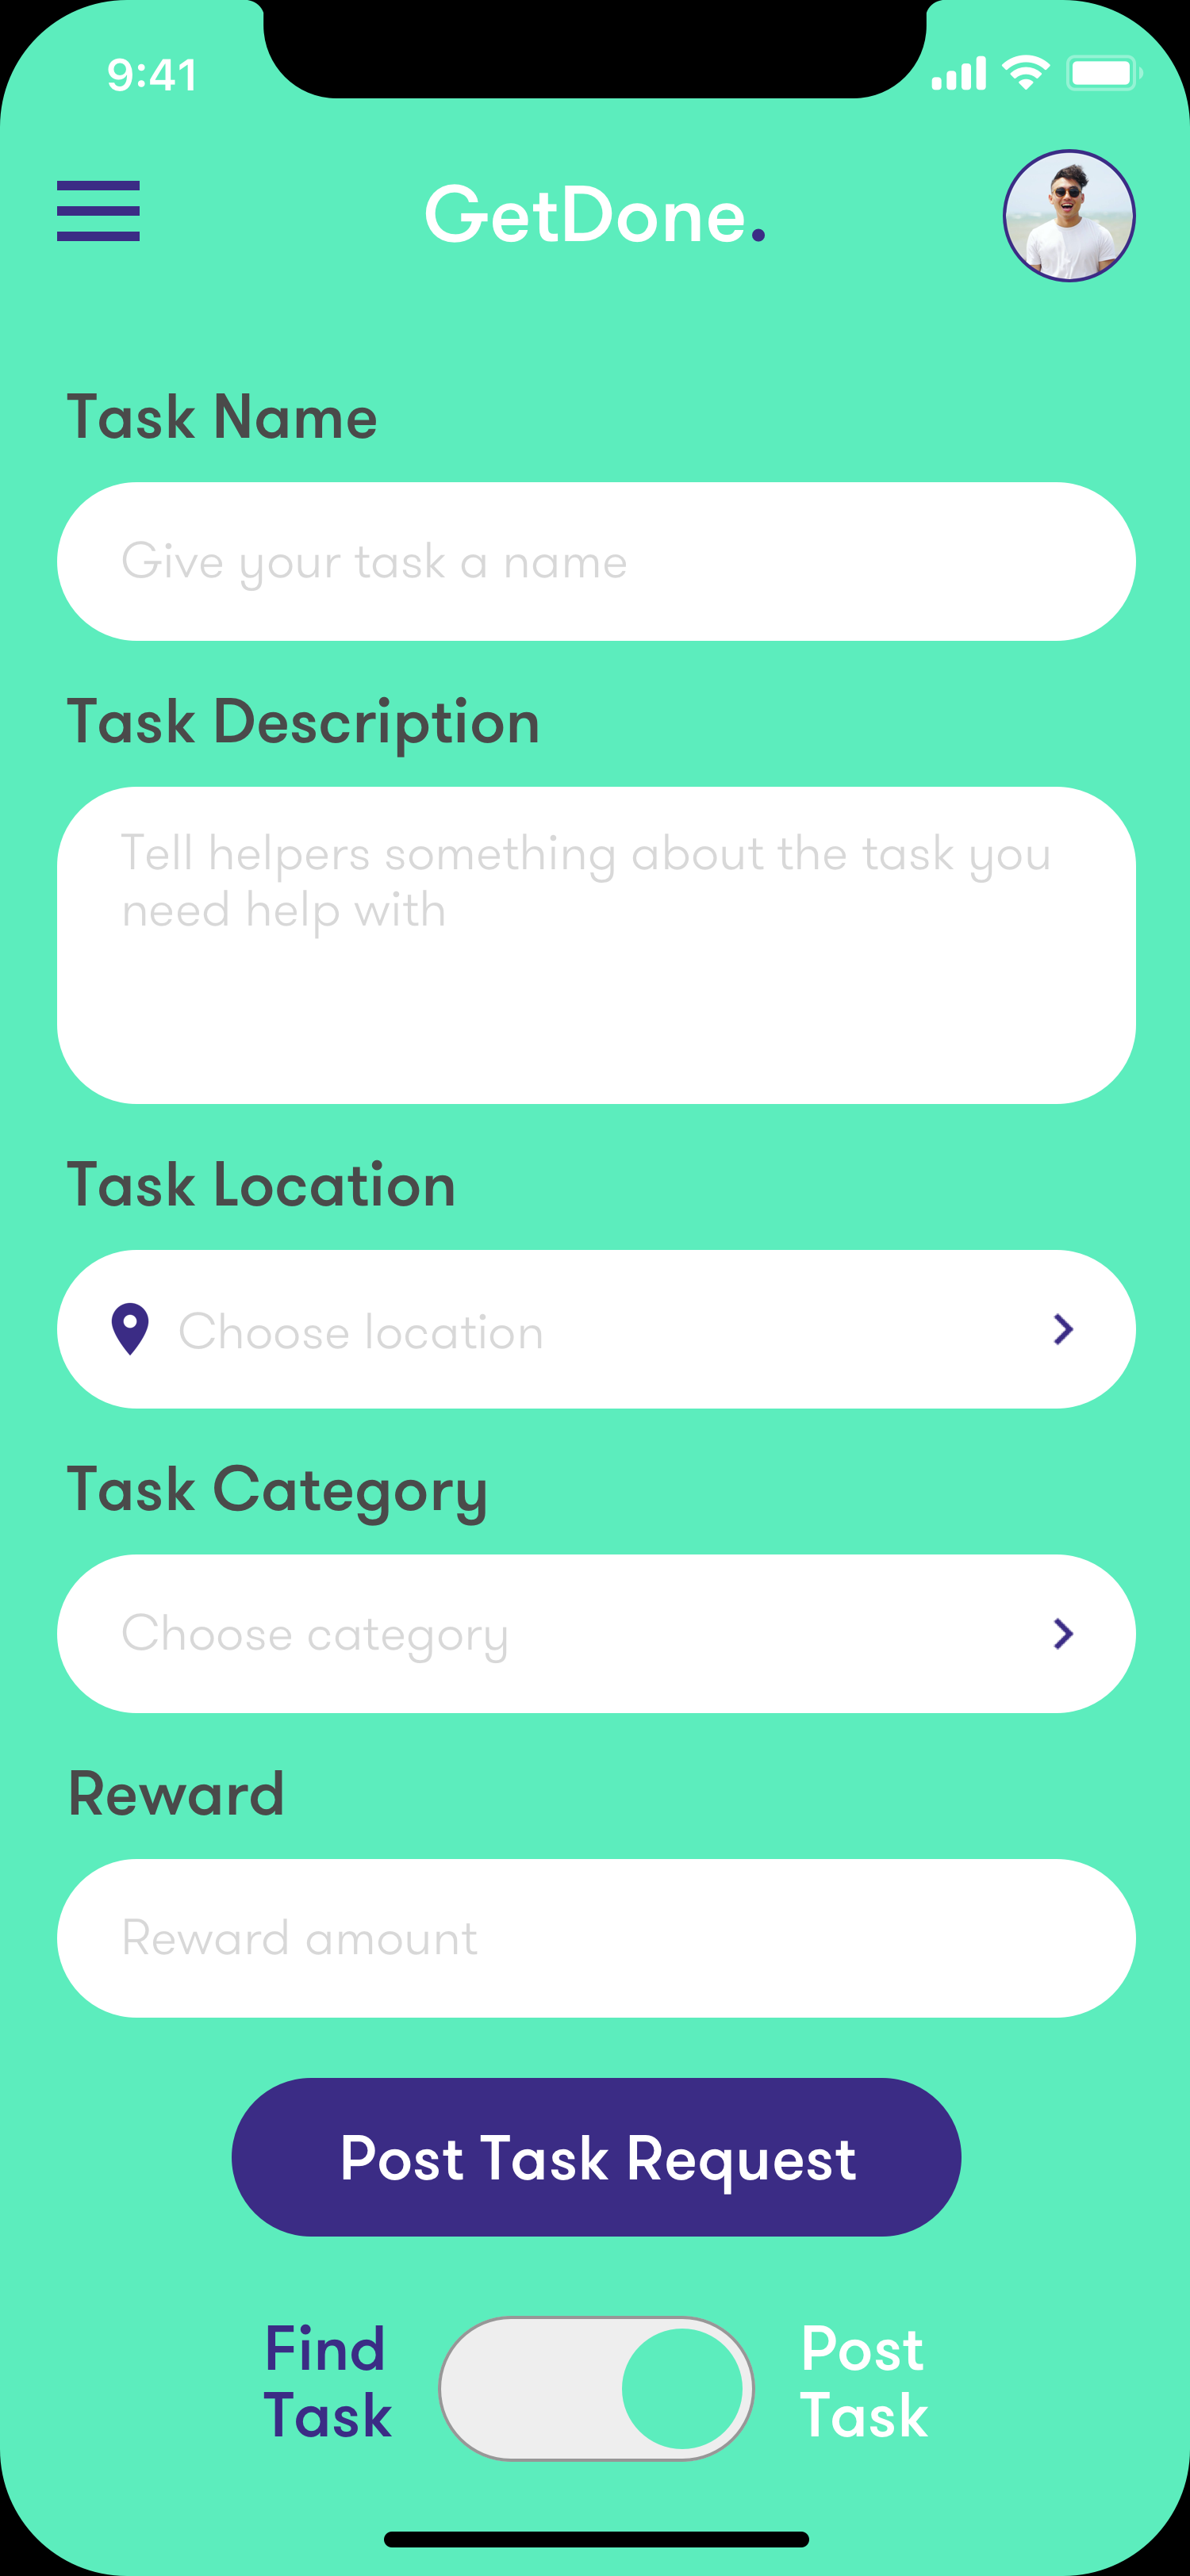 9:41
GetDone.
Task Name
Give your task a name
Task Description
Tell helpers something about the task you
need help with
Task Location
Choose location
Task Category
Choose category
Reward
Reward amount
Post Task Request
Find
Task
Post
Task